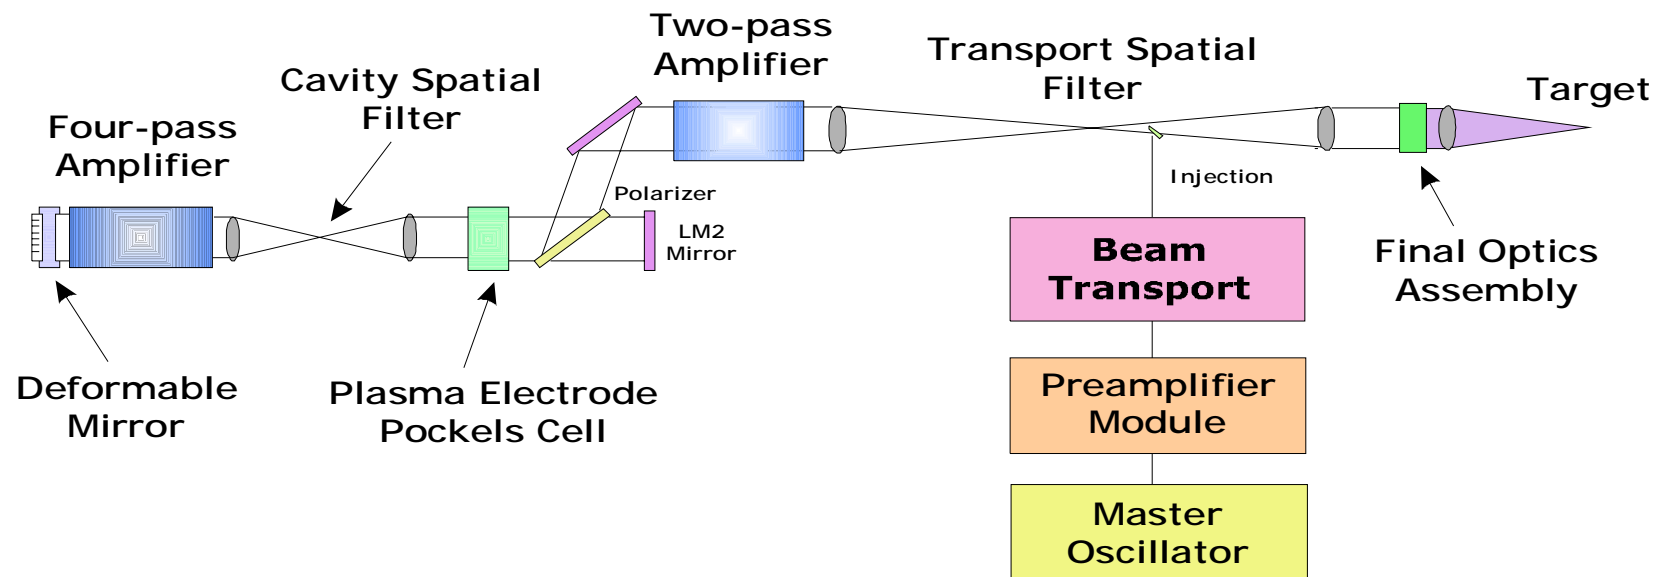 Two-pass
Amplifier
Transport Spatial
Filter
Cavity Spatial
Filter
Target
Four-pass
Amplifier
Injection
Polarizer
LM2
Mirror
Beam
Transport
Final Optics
Assembly
Deformable
Mirror
Plasma Electrode
Pockels Cell
Preamplifier
Module
Master
Oscillator